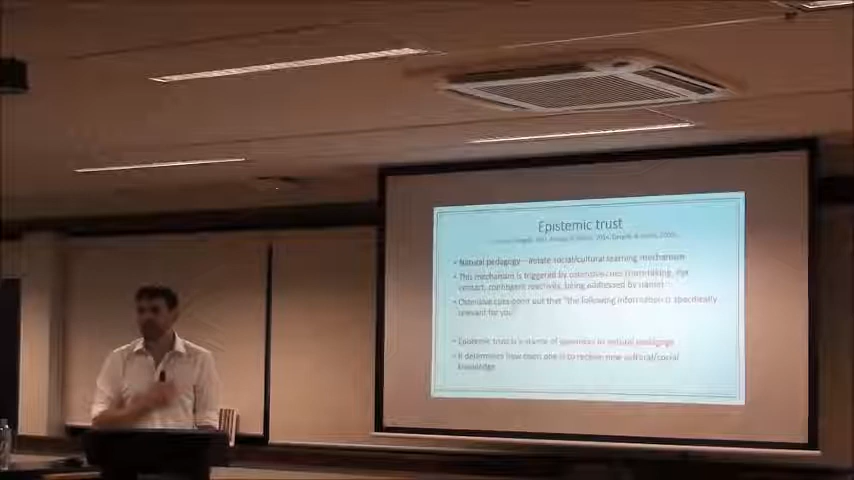 Epistemic trust
• Natural pedagogy – innate social/cultural learning mechanism
• This mechanism is triggered by ostensive cues (turntaking, eye
contact, contingent reactivity, being addressed by name)
• Ostensive cues point out that "the following information is specifically
relevant for you
• Epistemic trust is a stance of openness to natural pedagogy
• It determines how open one is to receive new cultural/social
knowledge